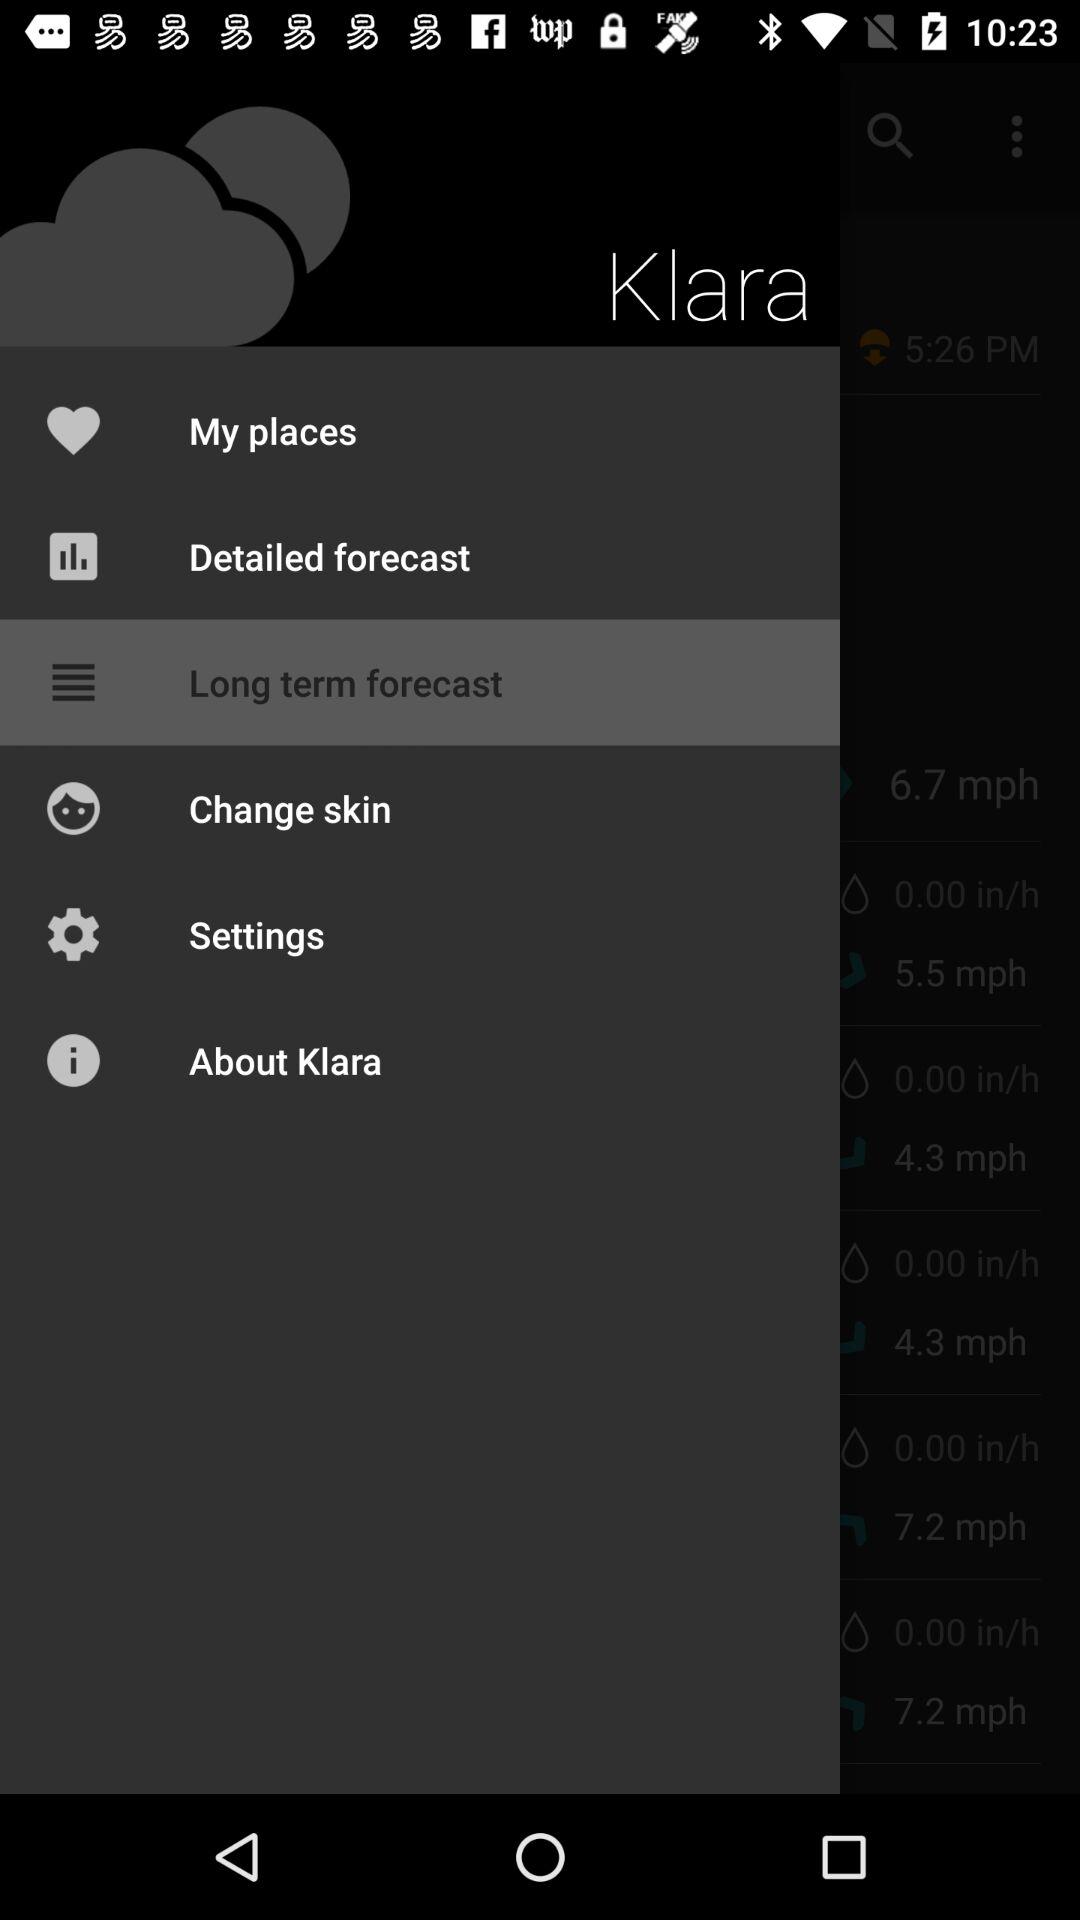 FAKE 10:23
Klara
5:26 PM
My places
Detailed forecast
Long term forecast
6.7 mph
Change skin
0.00 in/h
Settings
5.5 mph
About Klara
0.00 in/h
4.3 mph
0.00 in/h
4.3 mph
0.00 in/h
7.2 mph
0.00 in/h
7.2 mph